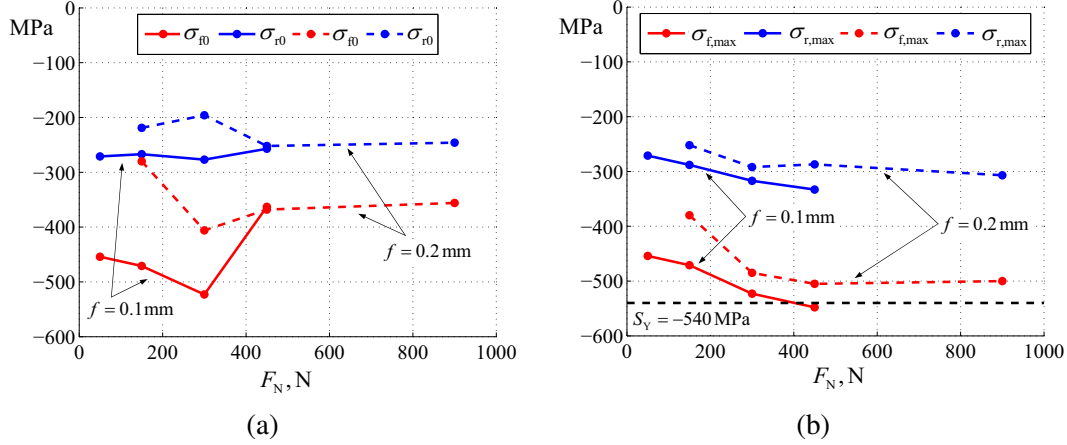 MPa
σf0 σr0 σf0 σr0
0
−100
−200
−300
−400
−500
−600
f = 0.2 mm
f = 0.1 mm
0 200 400 600 800 1000
FN, N
(a)
MPa
σf,max σr,max σf,max σr,max
0
−100
−200
−300
−400
−500
−600
f = 0.1 mm
f = 0.2 mm
SY = −540 MPa
0 200 400 600 800 1000
FN, N
(b)